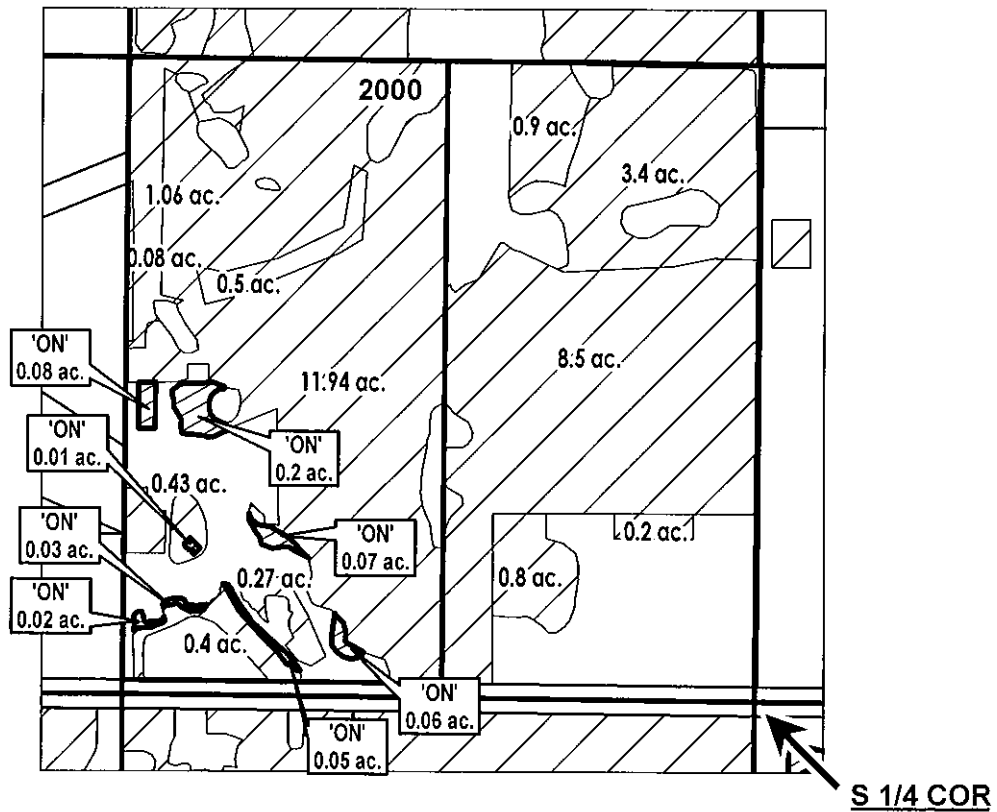 2000
0.9 ac.
3.4 ac.
1.06 ac.
0.08 ac.
0.5 ac.
8.5 ac.
11.94 ac.
'ON'
0.08 ac.
'ON'
0.01 ac.
'ON'
0.2 ac.
0.43 ac.
'ON'
0.03 ac.
'ON'
0.07 ac.
0.2 ac.
0.8 ac.
0.27 ac.
'ON'
0.02 ac.
0.4 ac.
'ON'
0.06 ac.
'ON'
0.05 ac.
S 1/4 COR